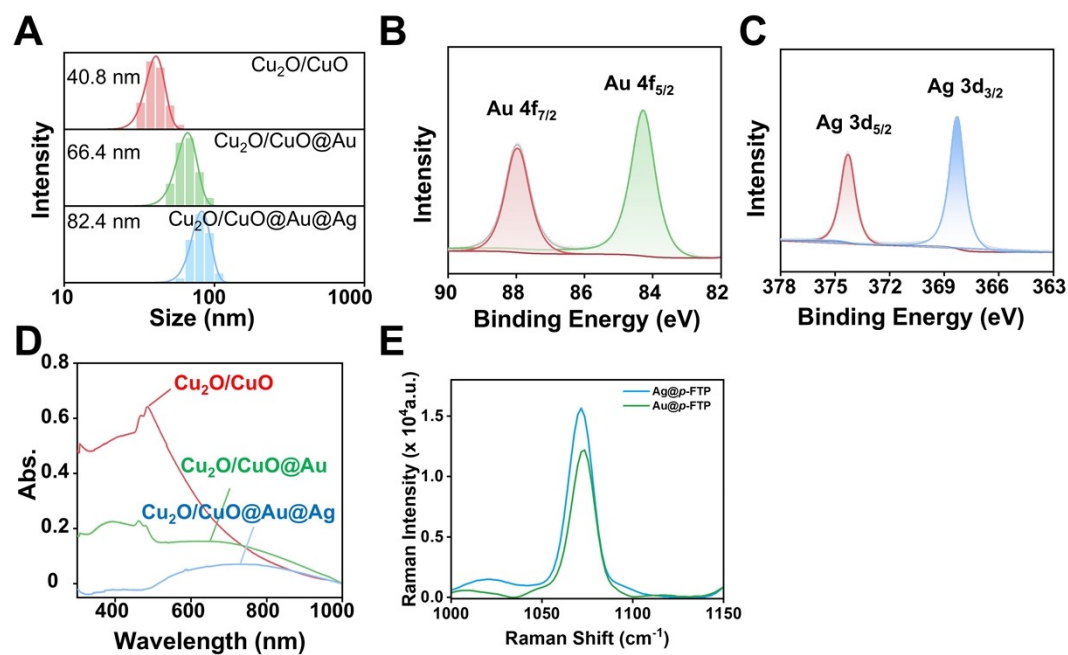 A
Intensity
40.8 nm
Cu₂O/CuO
66.4 nm
Cu₂O/CuO@Au
82.4 nm
Cu₂O/CuO@Au@Ag
10 100 1000
Size (nm)
B
Intensity
Au 4f₇/₂
Au 4f₅/₂
90 88 86 84 82
Binding Energy (eV)
C
Intensity
Ag 3d₅/₂
Ag 3d₃/₂
378 375 372 369 366 363
Binding Energy (eV)
D
Abs.
0.8
0.6
0.4
0.2
0
Cu₂O/CuO
Cu₂O/CuO@Au
Cu₂O/CuO@Au@Ag
400 600 800 1000
Wavelength (nm)
E
Raman Intensity (x 10⁴a.u.)
1.5
1.0
0.5
0.0
Ag@p-FTP
Au@p-FTP
1000 1050 1100 1150
Raman Shift (cm⁻¹)